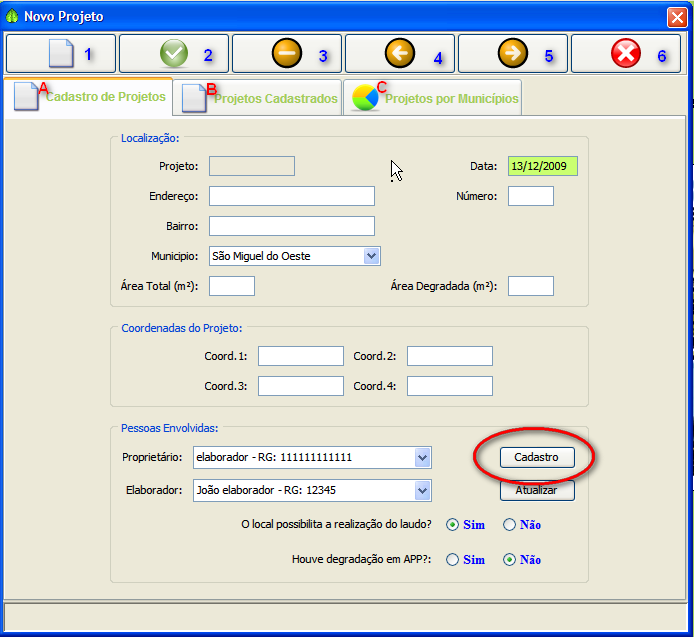 Novo Projeto
1 2 3 4 5 6
A Cadastro de Projetos B Projetos Cadastrados C Projetos por Municípios
Localização:
Projeto: Data: 13/12/2009
Endereço: Número:
Bairro:
Municipio: São Miguel do Oeste
Área Total (m²): Área Degradada (m²):
Coordenadas do Projeto:
Coord.1: Coord.2:
Coord.3: Coord.4:
Pessoas Envolvidas:
Proprietário: elaborador - RG: 111111111111 Cadastro
Elaborador: João elaborador - RG: 12345 Atualizar
O local possibilita a realização do laudo? Sim Não
Houve degradação em APP?: Sim Não